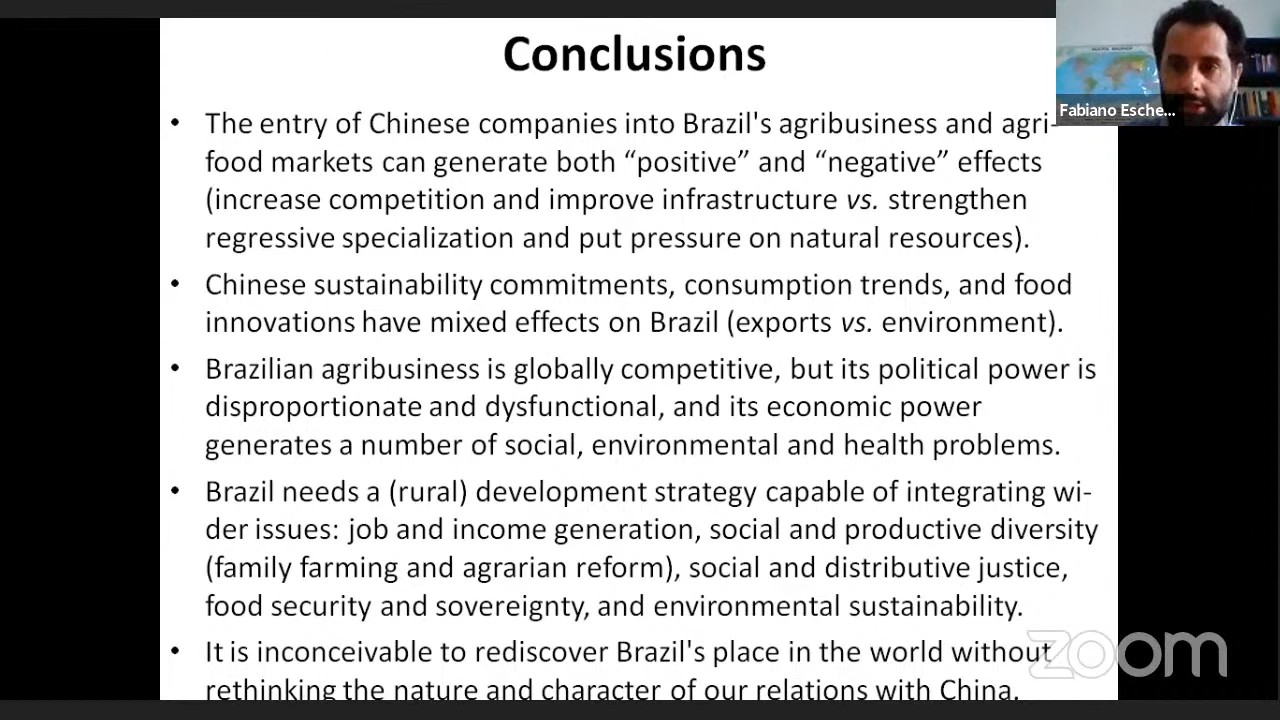 Conclusions
• The entry of Chinese companies into Brazil's agribusiness and agri-
food markets can generate both “positive” and “negative” effects
(increase competition and improve infrastructure vs. strengthen
regressive specialization and put pressure on natural resources).
• Chinese sustainability commitments, consumption trends, and food
innovations have mixed effects on Brazil (exports vs. environment).
• Brazilian agribusiness is globally competitive, but its political power is
disproportionate and dysfunctional, and its economic power
generates a number of social, environmental and health problems.
• Brazil needs a (rural) development strategy capable of integrating wi-
der issues: job and income generation, social and productive diversity
(family farming and agrarian reform), social and distributive justice,
food security and sovereignty, and environmental sustainability.
• It is inconceivable to rediscover Brazil's place in the world without
rethinking the nature and character of our relations with China.
Fabiano Esche...
zoom